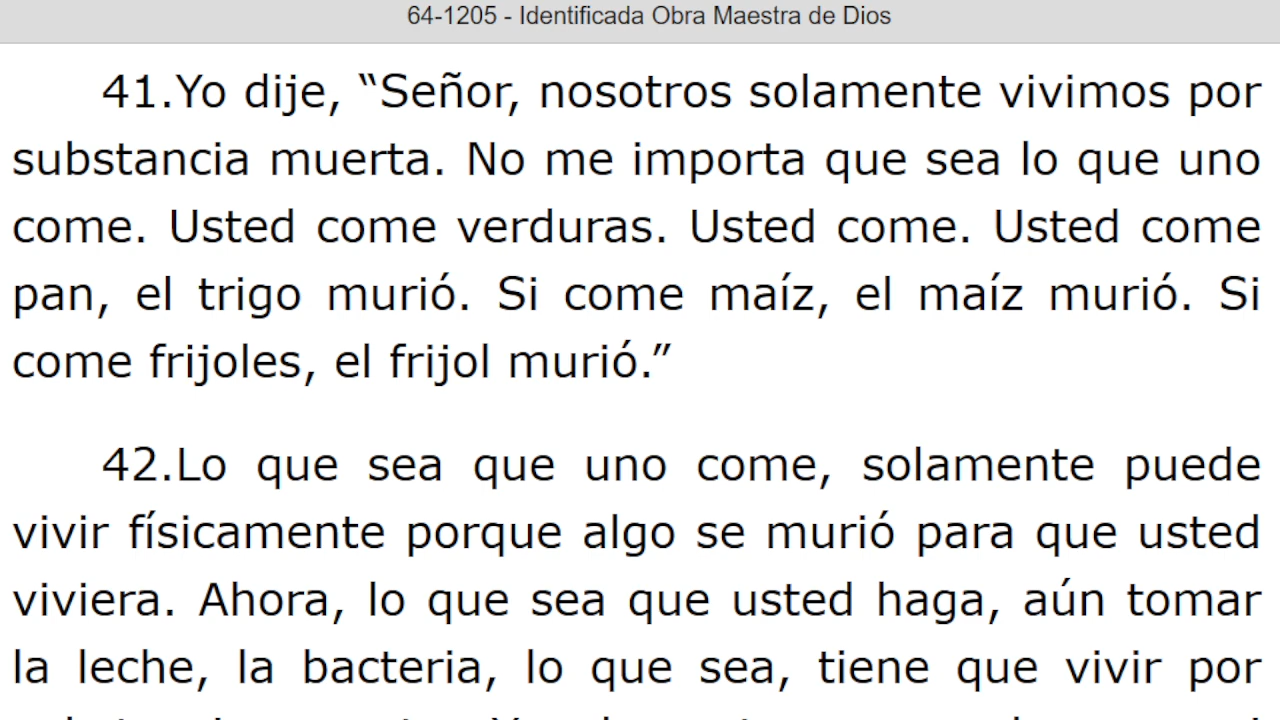 64-1205 - Identificada Obra Maestra de Dios
41.Yo dije, “Señor, nosotros solamente vivimos por
substancia muerta. No me importa que sea lo que uno
come. Usted come verduras. Usted come. Usted come
pan, el trigo murió. Si come maíz, el maíz murió. Si
come frijoles, el frijol murió.”
42.Lo que sea que uno come, solamente puede
vivir físicamente porque algo se murió para que usted
viviera. Ahora, lo que sea que usted haga, aún tomar
la leche, la bacteria, lo que sea, tiene que vivir por